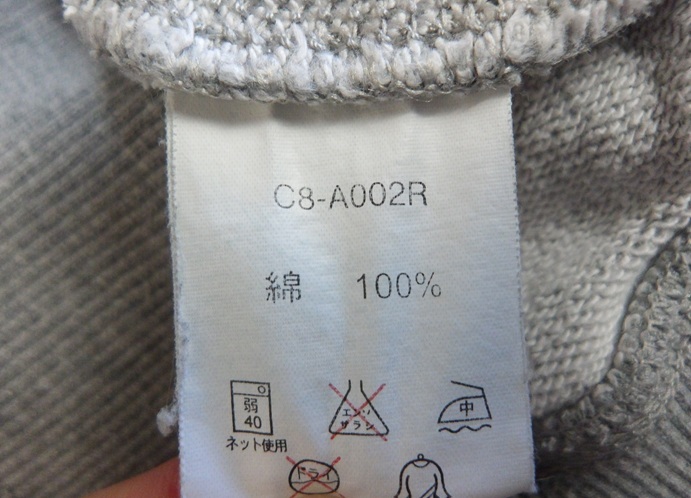 C8-A002R
綿 100%
弱
40
ネット使用
エンソ
サラシ
中
ドライ